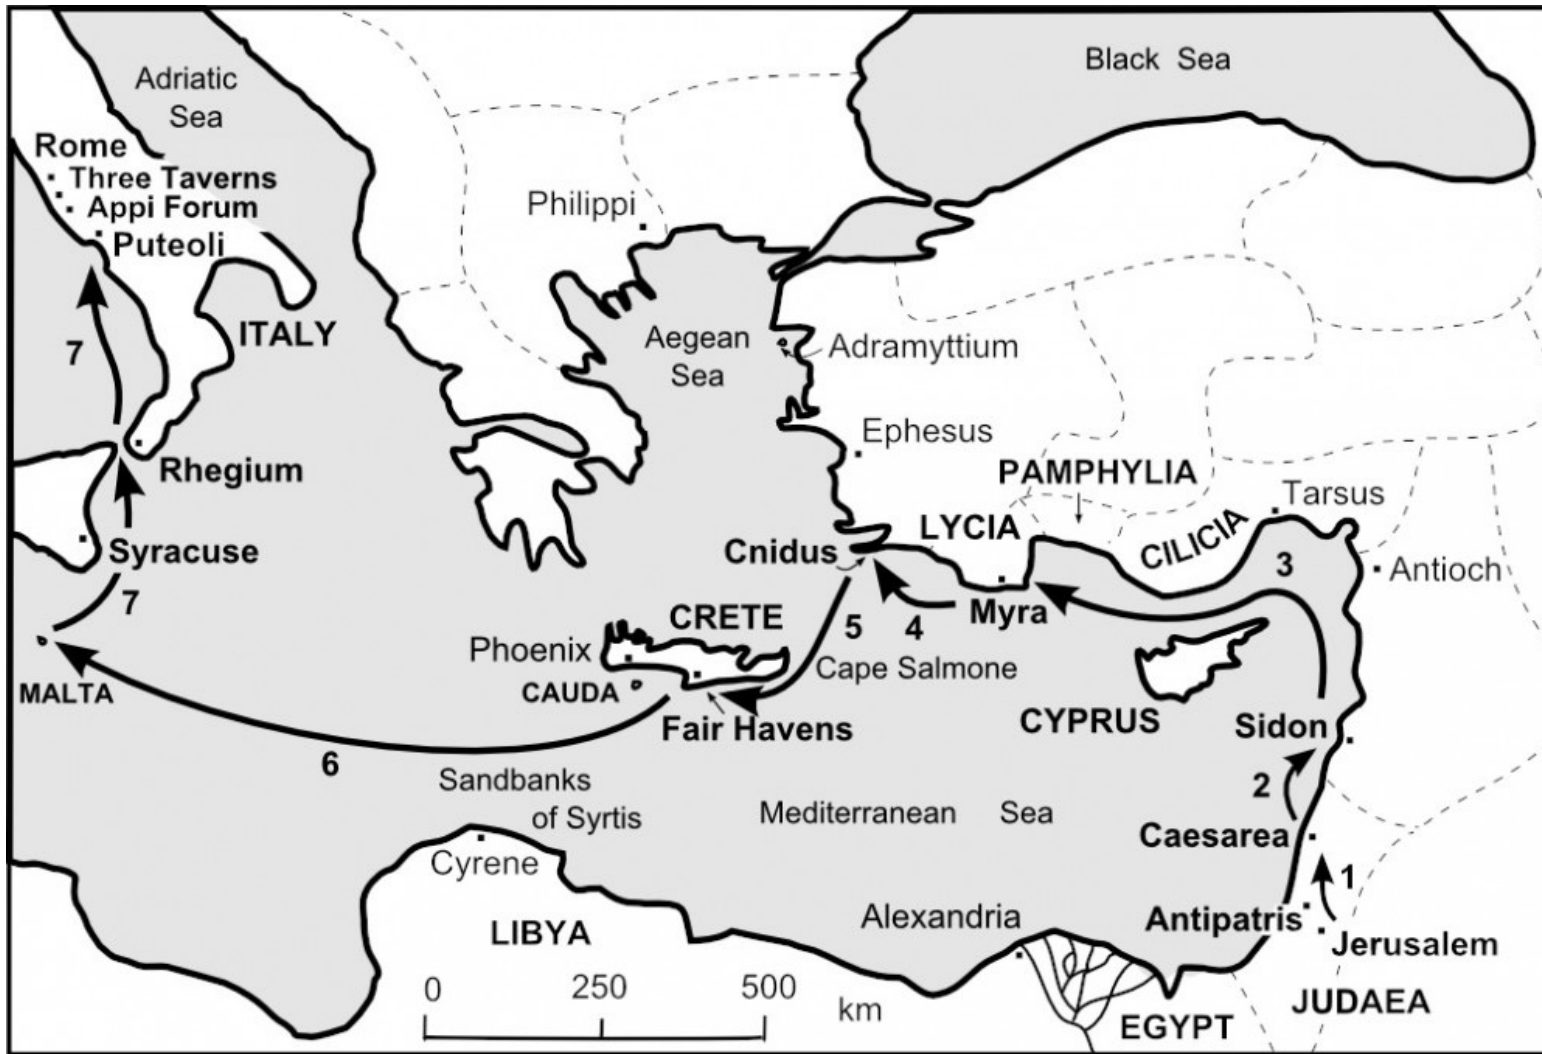 Black Sea
Adriatic
Sea
Rome
Three Taverns
Appi Forum
Puteoli
Philippi
7
ITALY
Aegean
Sea
Adramyttium
Ephesus
PAMPHYLIA
Rhegium
Tarsus
LYCIA
CILICIA
Syracuse
Cnidus
3
Antioch
7
Myra
CRETE
5
4
Phoenix
Cape Salmone
MALTA
CAUDA
CYPRUS
Fair Havens
Sidon
6
Sandbanks
of Syrtis
2
Mediterranean Sea
Caesarea
Cyrene
1
Alexandria
Antipatris
LIBYA
Jerusalem
0 250 500
km
JUDAEA
EGYPT